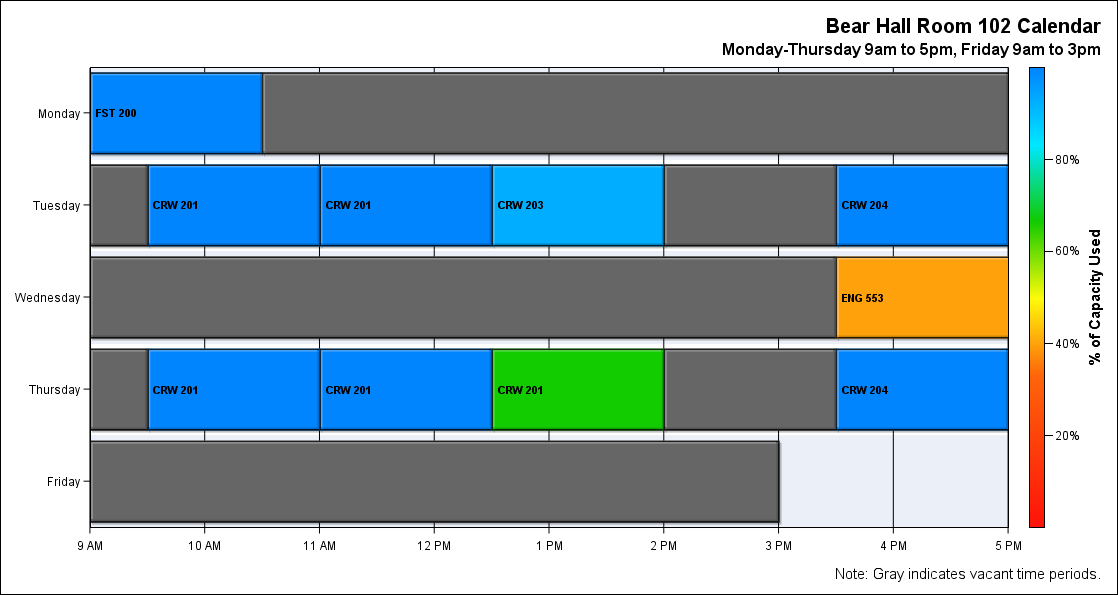 Bear Hall Room 102 Calendar
Monday-Thursday 9am to 5pm, Friday 9am to 3pm
Monday
FST 200
Tuesday
CRW 201
CRW 201
CRW 203
CRW 204
Wednesday
ENG 553
Thursday
CRW 201
CRW 201
CRW 201
CRW 204
Friday
9 AM
10 AM
11 AM
12 PM
1 PM
2 PM
3 PM
4 PM
5 PM
80%
60%
40%
20%
% of Capacity Used
Note: Gray indicates vacant time periods.